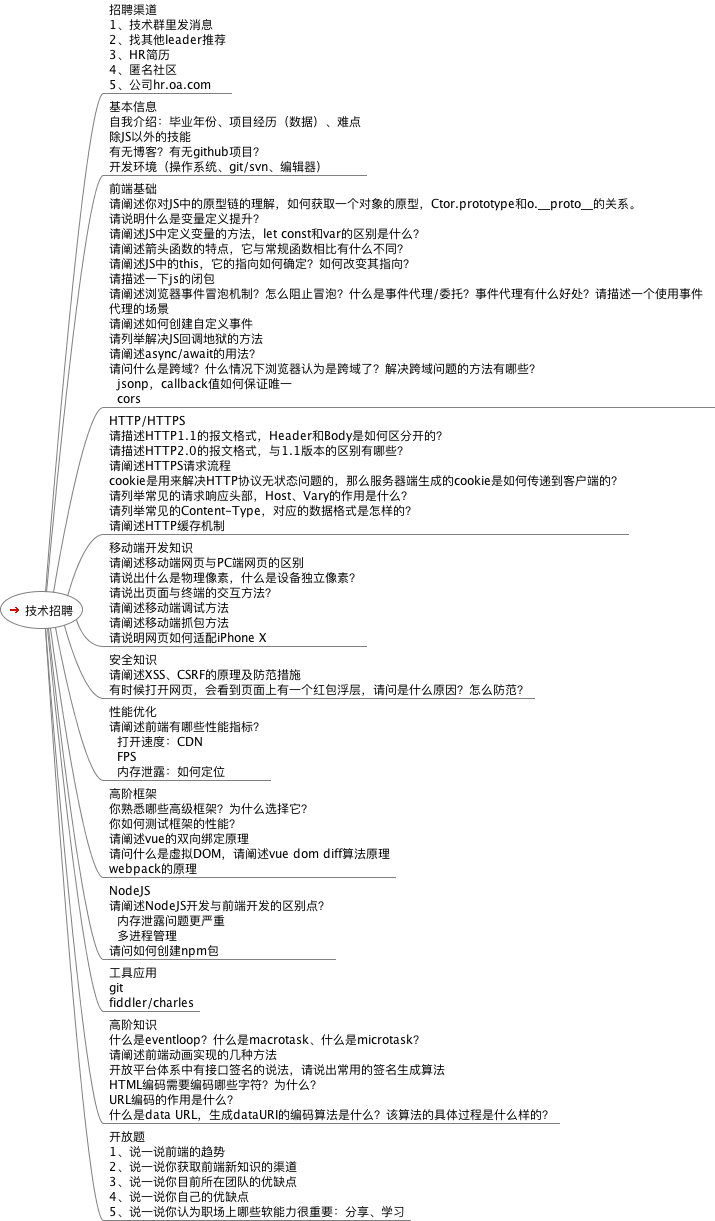 招聘渠道
1、技术群里发消息
2、找其他leader推荐
3、HR简历
4、匿名社区
5、公司hr.oa.com
基本信息
自我介绍：毕业年份、项目经历（数据）、难点
除JS以外的技能
有无博客？有无github项目？
开发环境（操作系统、git/svn、编辑器）
前端基础
请阐述你对JS中的原型链的理解，如何获取一个对象的原型，Ctor.prototype和o.__proto__的关系。
请说明什么是变量定义提升？
请阐述JS中定义变量的方法，let const和var的区别是什么？
请阐述箭头函数的特点，它与常规函数相比有什么不同？
请阐述JS中的this，它的指向如何确定？如何改变其指向？
请描述一下js的闭包
请阐述浏览器事件冒泡机制？怎么阻止冒泡？什么是事件代理/委托？事件代理有什么好处？请描述一个使用事件
代理的场景
请阐述如何创建自定义事件
请列举解决JS回调地狱的方法
请阐述async/await的用法？
请问什么是跨域？什么情况下浏览器认为是跨域了？解决跨域问题的方法有哪些？
jsonp，callback值如何保证唯一
cors
HTTP/HTTPS
请描述HTTP1.1的报文格式，Header和Body是如何区分开的？
请描述HTTP2.0的报文格式，与1.1版本的区别有哪些？
请阐述HTTPS请求流程
cookie是用来解决HTTP协议无状态问题的，那么服务器端生成的cookie是如何传递到客户端的？
请列举常见的请求响应头部，Host、Vary的作用是什么？
请列举常见的Content-Type，对应的数据格式是怎样的？
请阐述HTTP缓存机制
移动端开发知识
请阐述移动端网页与PC端网页的区别
请说出什么是物理像素，什么是设备独立像素？
请说出页面与终端的交互方法？
请阐述移动端调试方法
请阐述移动端抓包方法
请说明网页如何适配iPhone X
技术招聘
安全知识
请阐述XSS、CSRF的原理及防范措施
有时候打开网页，会看到页面上有一个红包浮层，请问是什么原因？怎么防范？
性能优化
请阐述前端有哪些性能指标？
打开速度：CDN
FPS
内存泄露：如何定位
高阶框架
你熟悉哪些高级框架？为什么选择它？
你如何测试框架的性能？
请阐述vue的双向绑定原理
请问什么是虚拟DOM，请阐述vue dom diff算法原理
webpack的原理
NodeJS
请阐述NodeJS开发与前端开发的区别点？
内存泄露问题更严重
多进程管理
请问如何创建npm包
工具应用
git
fiddler/charles
高阶知识
什么是eventloop？什么是macrotask、什么是microtask？
请阐述前端动画实现的几种方法
开放平台体系中有接口签名的说法，请说出常用的签名生成算法
HTML编码需要编码哪些字符？为什么？
URL编码的作用是什么？
什么是data URL，生成dataURI的编码算法是什么？该算法的具体过程是什么样的？
开放题
1、说一说前端的趋势
2、说一说你获取前端新知识的渠道
3、说一说你目前所在团队的优缺点
4、说一说你自己的优缺点
5、说一说你认为职场上哪些软能力很重要：分享、学习